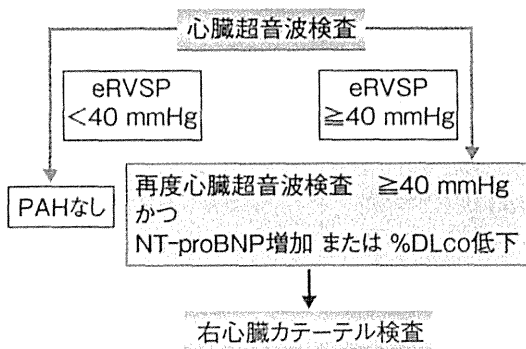 心臓超音波検査
eRVSP
＜40 mmHg
eRVSP
≧40 mmHg
PAHなし
再度心臓超音波検査　≧40 mmHg
かつ
NT-proBNP増加 または %DLco低下
右心臓カテーテル検査